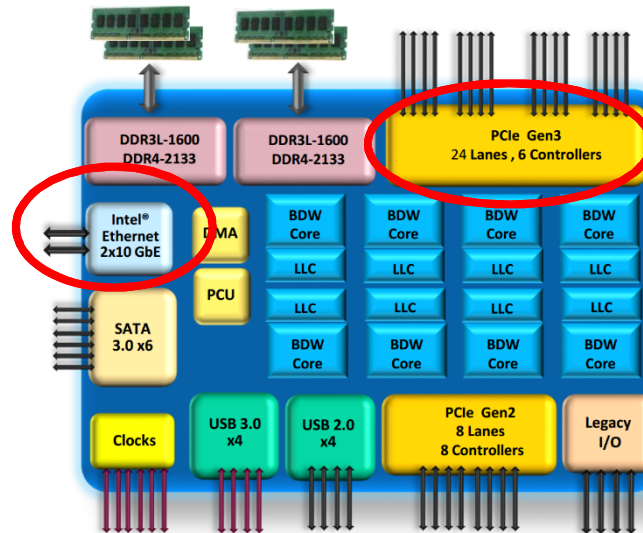 DDR3L-1600
DDR4-2133
DDR3L-1600
DDR4-2133
PCIe Gen3
24 Lanes , 6 Controllers
Intel®
Ethernet
2x10 GbE
DMA
PCU
BDW
Core
BDW
Core
BDW
Core
BDW
Core
LLC
LLC
LLC
LLC
LLC
LLC
LLC
LLC
BDW
Core
BDW
Core
BDW
Core
BDW
Core
SATA
3.0 x6
Clocks
USB 3.0
x4
USB 2.0
x4
PCIe Gen2
8 Lanes
8 Controllers
Legacy
I/O